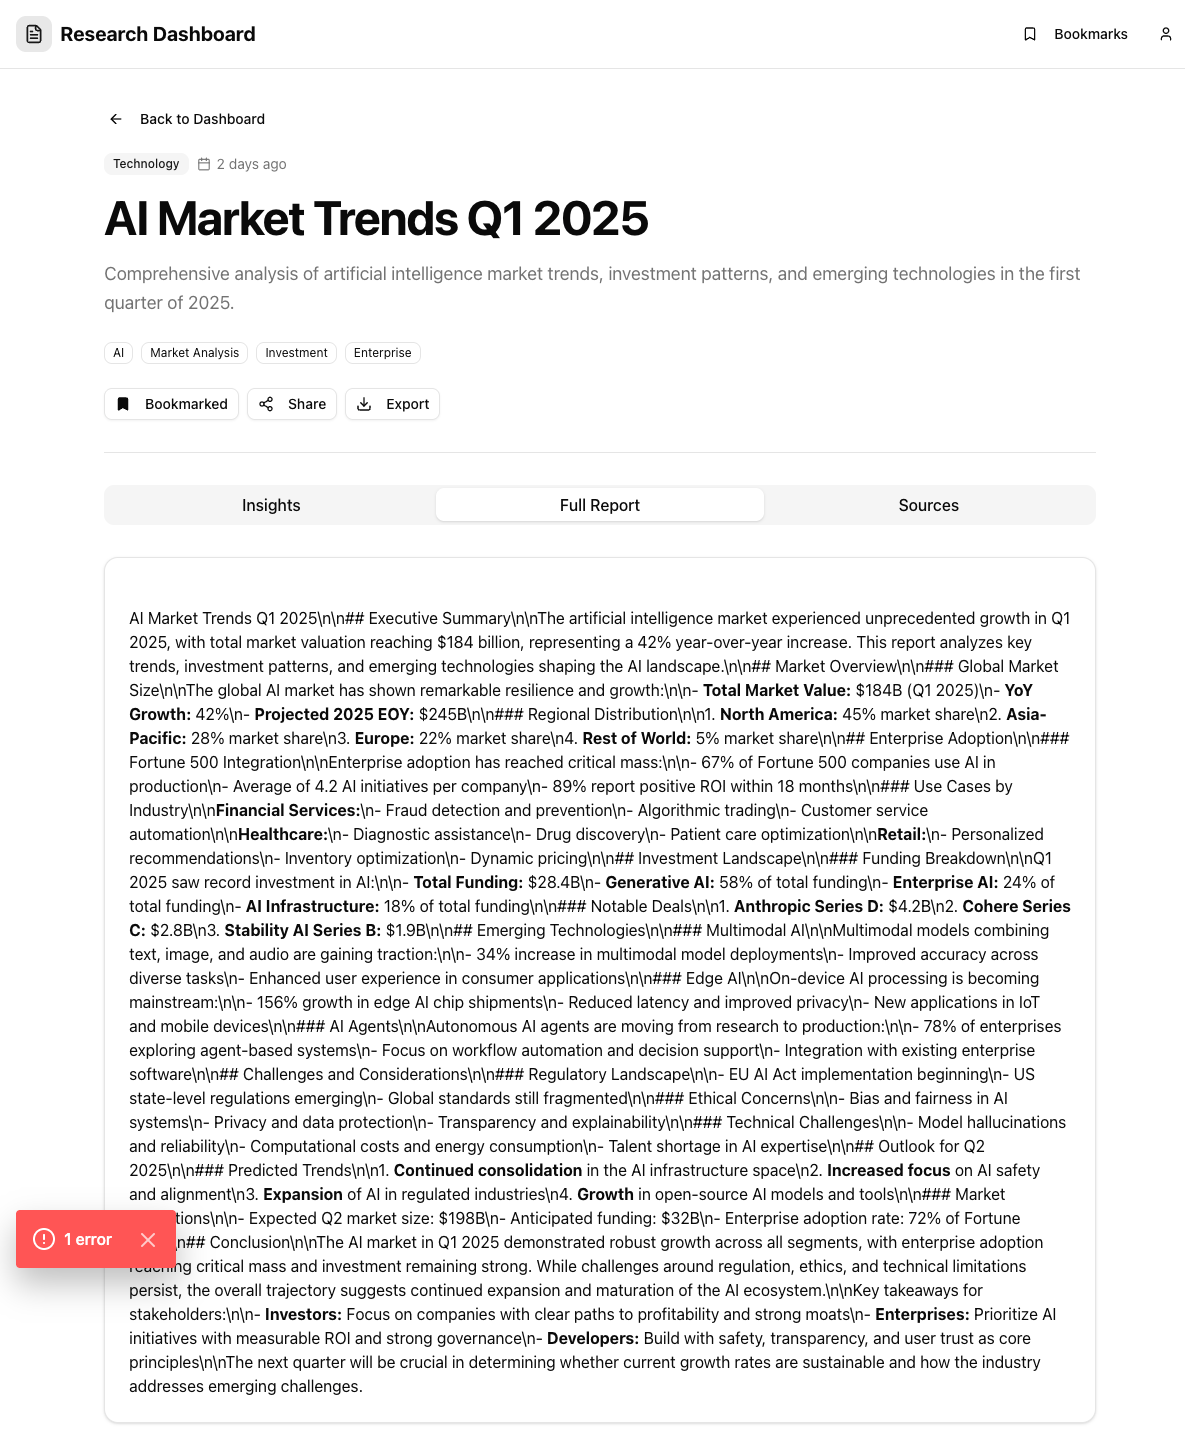 Research Dashboard
Bookmarks
Back to Dashboard
Technology
2 days ago
AI Market Trends Q1 2025
Comprehensive analysis of artificial intelligence market trends, investment patterns, and emerging technologies in the first
quarter of 2025.
AI
Market Analysis
Investment
Enterprise
Bookmarked
Share
Export
Insights
Full Report
Sources
AI Market Trends Q1 2025\n\n## Executive Summary\n\nThe artificial intelligence market experienced unprecedented growth in Q1
2025, with total market valuation reaching $184 billion, representing a 42% year-over-year increase. This report analyzes key
trends, investment patterns, and emerging technologies shaping the AI landscape.\n\n## Market Overview\n\n### Global Market
Size\n\nThe global AI market has shown remarkable resilience and growth:\n\n- Total Market Value: $184B (Q1 2025)\n- YoY
Growth: 42%\n- Projected 2025 EOY: $245B\n\n### Regional Distribution\n\n1. North America: 45% market share\n2. Asia-
Pacific: 28% market share\n3. Europe: 22% market share\n4. Rest of World: 5% market share\n\n## Enterprise Adoption\n\n###
Fortune 500 Integration\n\nEnterprise adoption has reached critical mass:\n\n- 67% of Fortune 500 companies use AI in
production\n- Average of 4.2 AI initiatives per company\n- 89% report positive ROI within 18 months\n\n### Use Cases by
Industry\n\nFinancial Services:\n- Fraud detection and prevention\n- Algorithmic trading\n- Customer service
automation\n\nHealthcare:\n- Diagnostic assistance\n- Drug discovery\n- Patient care optimization\n\nRetail:\n- Personalized
recommendations\n- Inventory optimization\n- Dynamic pricing\n\n## Investment Landscape\n\n### Funding Breakdown\n\nQ1
2025 saw record investment in AI:\n\n- Total Funding: $28.4B\n- Generative AI: 58% of total funding\n- Enterprise AI: 24% of
total funding\n- AI Infrastructure: 18% of total funding\n\n### Notable Deals\n\n1. Anthropic Series D: $4.2B\n2. Cohere Series
C: $2.8B\n3. Stability AI Series B: $1.9B\n\n## Emerging Technologies\n\n### Multimodal AI\n\nMultimodal models combining
text, image, and audio are gaining traction:\n\n- 34% increase in multimodal model deployments\n- Improved accuracy across
diverse tasks\n- Enhanced user experience in consumer applications\n\n### Edge AI\n\nOn-device AI processing is becoming
mainstream:\n\n- 156% growth in edge AI chip shipments\n- Reduced latency and improved privacy\n- New applications in IoT
and mobile devices\n\n### AI Agents\n\nAutonomous AI agents are moving from research to production:\n\n- 78% of enterprises
exploring agent-based systems\n- Focus on workflow automation and decision support\n- Integration with existing enterprise
software\n\n## Challenges and Considerations\n\n### Regulatory Landscape\n\n- EU AI Act implementation beginning\n- US
state-level regulations emerging\n- Global standards still fragmented\n\n### Ethical Concerns\n\n- Bias and fairness in AI
systems\n- Privacy and data protection\n- Transparency and explainability\n\n### Technical Challenges\n\n- Model hallucinations
and reliability\n- Computational costs and energy consumption\n- Talent shortage in AI expertise\n\n## Outlook for Q2
2025\n\n### Predicted Trends\n\n1. Continued consolidation in the AI infrastructure space\n2. Increased focus on AI safety
and alignment\n3. Expansion of AI in regulated industries\n4. Growth in open-source AI models and tools\n\n### Market
tions\n\n- Expected Q2 market size: $198B\n- Anticipated funding: $32B\n- Enterprise adoption rate: 72% of Fortune
1 error
\n## Conclusion\n\nThe AI market in Q1 2025 demonstrated robust growth across all segments, with enterprise adoption
reaching critical mass and investment remaining strong. While challenges around regulation, ethics, and technical limitations
persist, the overall trajectory suggests continued expansion and maturation of the AI ecosystem.\n\nKey takeaways for
stakeholders:\n\n- Investors: Focus on companies with clear paths to profitability and strong moats\n- Enterprises: Prioritize AI
initiatives with measurable ROI and strong governance\n- Developers: Build with safety, transparency, and user trust as core
principles\n\nThe next quarter will be crucial in determining whether current growth rates are sustainable and how the industry
addresses emerging challenges.